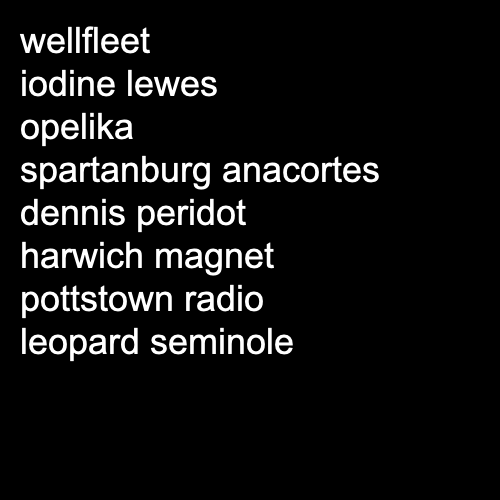 wellfleet
iodine lewes
opelika
spartanburg anacortes
dennis peridot
harwich magnet
pottstown radio
leopard seminole